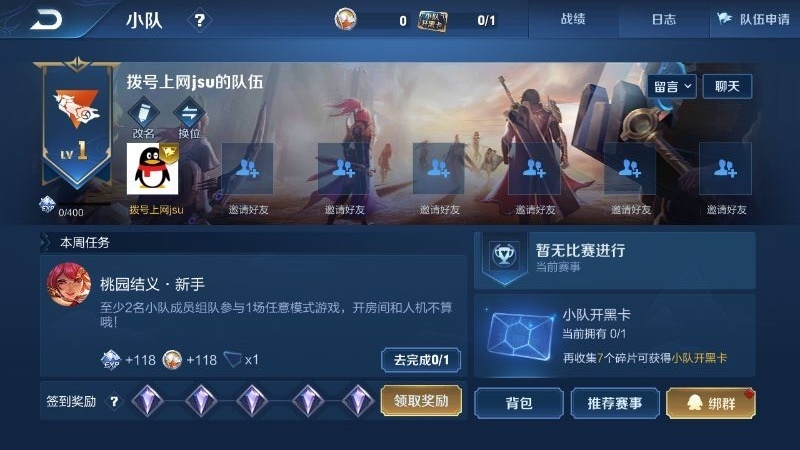 小队
?
0
0/1
战绩
日志
队伍申请
拨号上网jsu的队伍
留言
聊天
改名
换位
LV 1
EXP
0/400
拨号上网jsu
邀请好友
邀请好友
邀请好友
邀请好友
邀请好友
邀请好友
本周任务
桃园结义·新手
至少2名小队成员组队参与1场任意模式游戏，开房间和人机不算
哦！
EXP +118 +118 x1
去完成0/1
签到奖励 ?
领取奖励
暂无比赛进行
当前赛事
小队开黑卡
当前拥有 0/1
再收集7个碎片可获得小队开黑卡
背包
推荐赛事
绑群